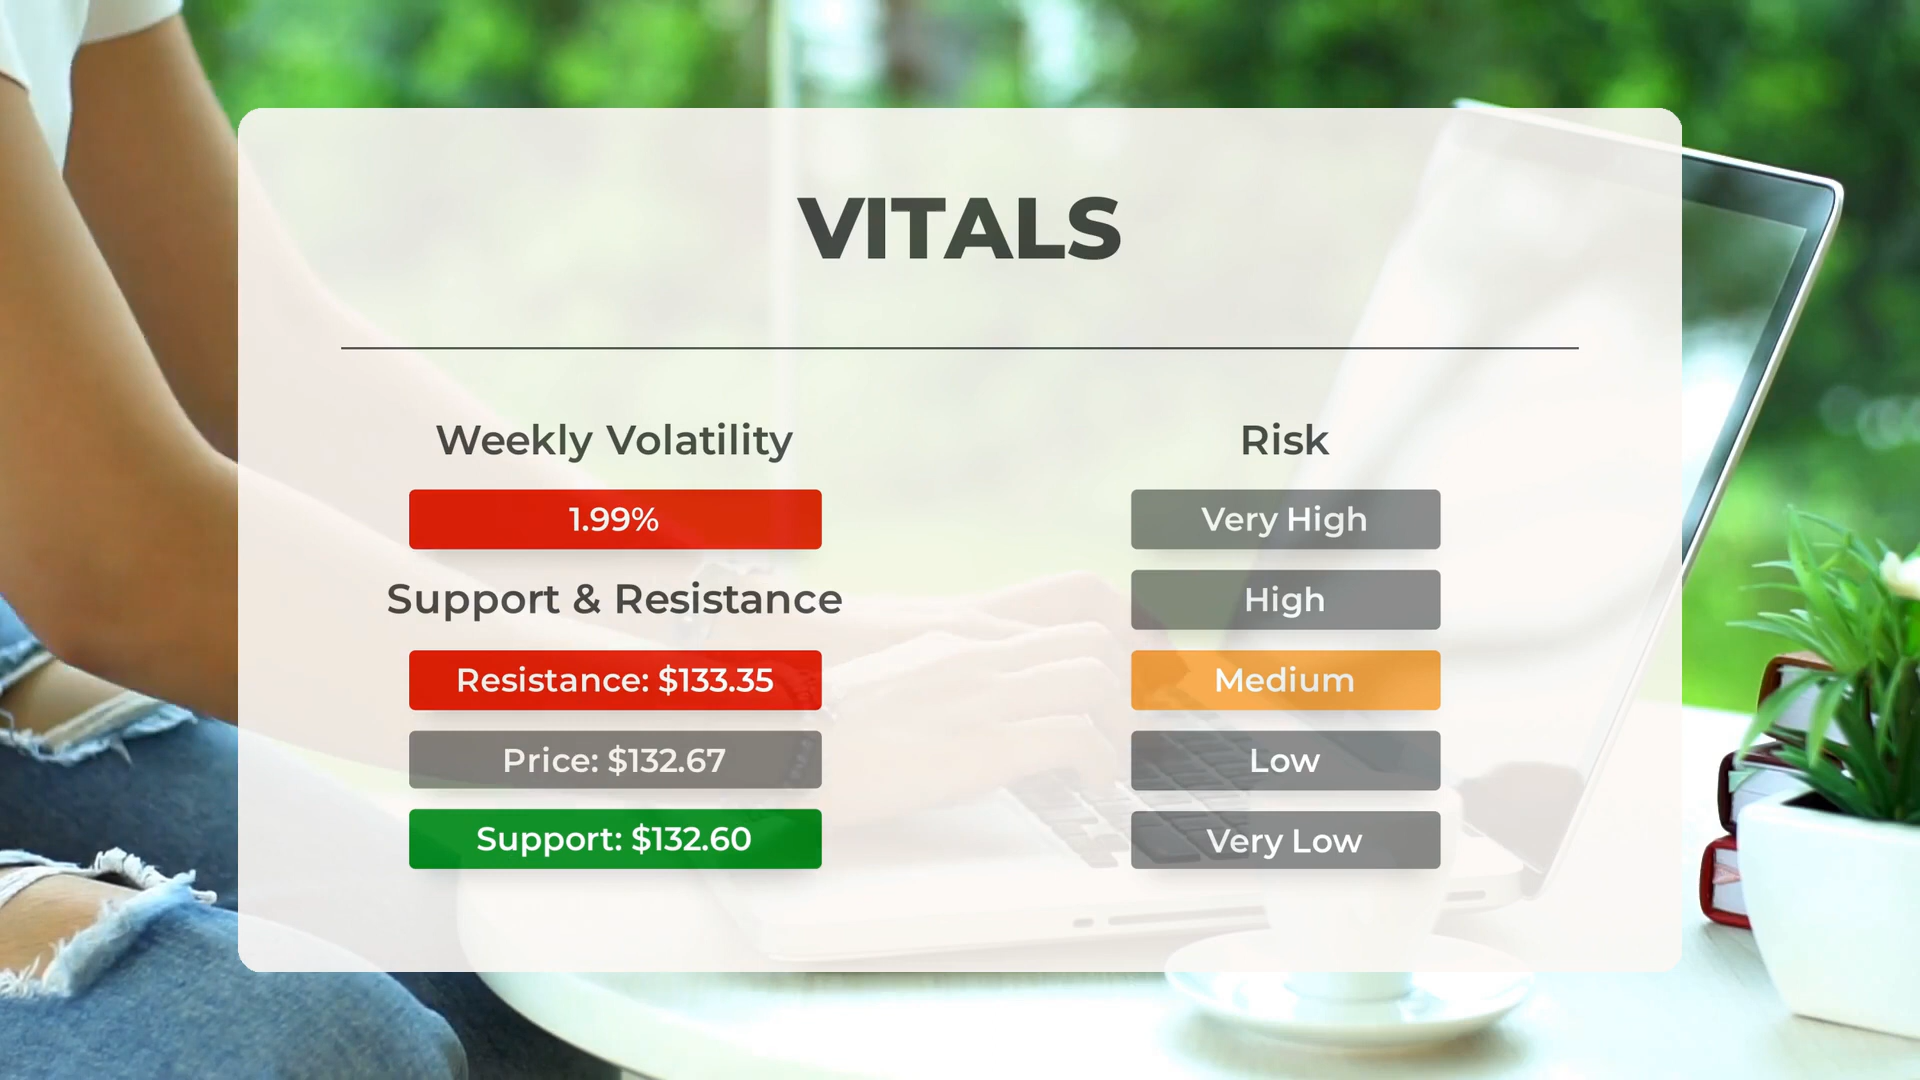 VITALS
Weekly Volatility
1.99%
Support & Resistance
Resistance: $133.35
Price: $132.67
Support: $132.60
Risk
Very High
High
Medium
Low
Very Low